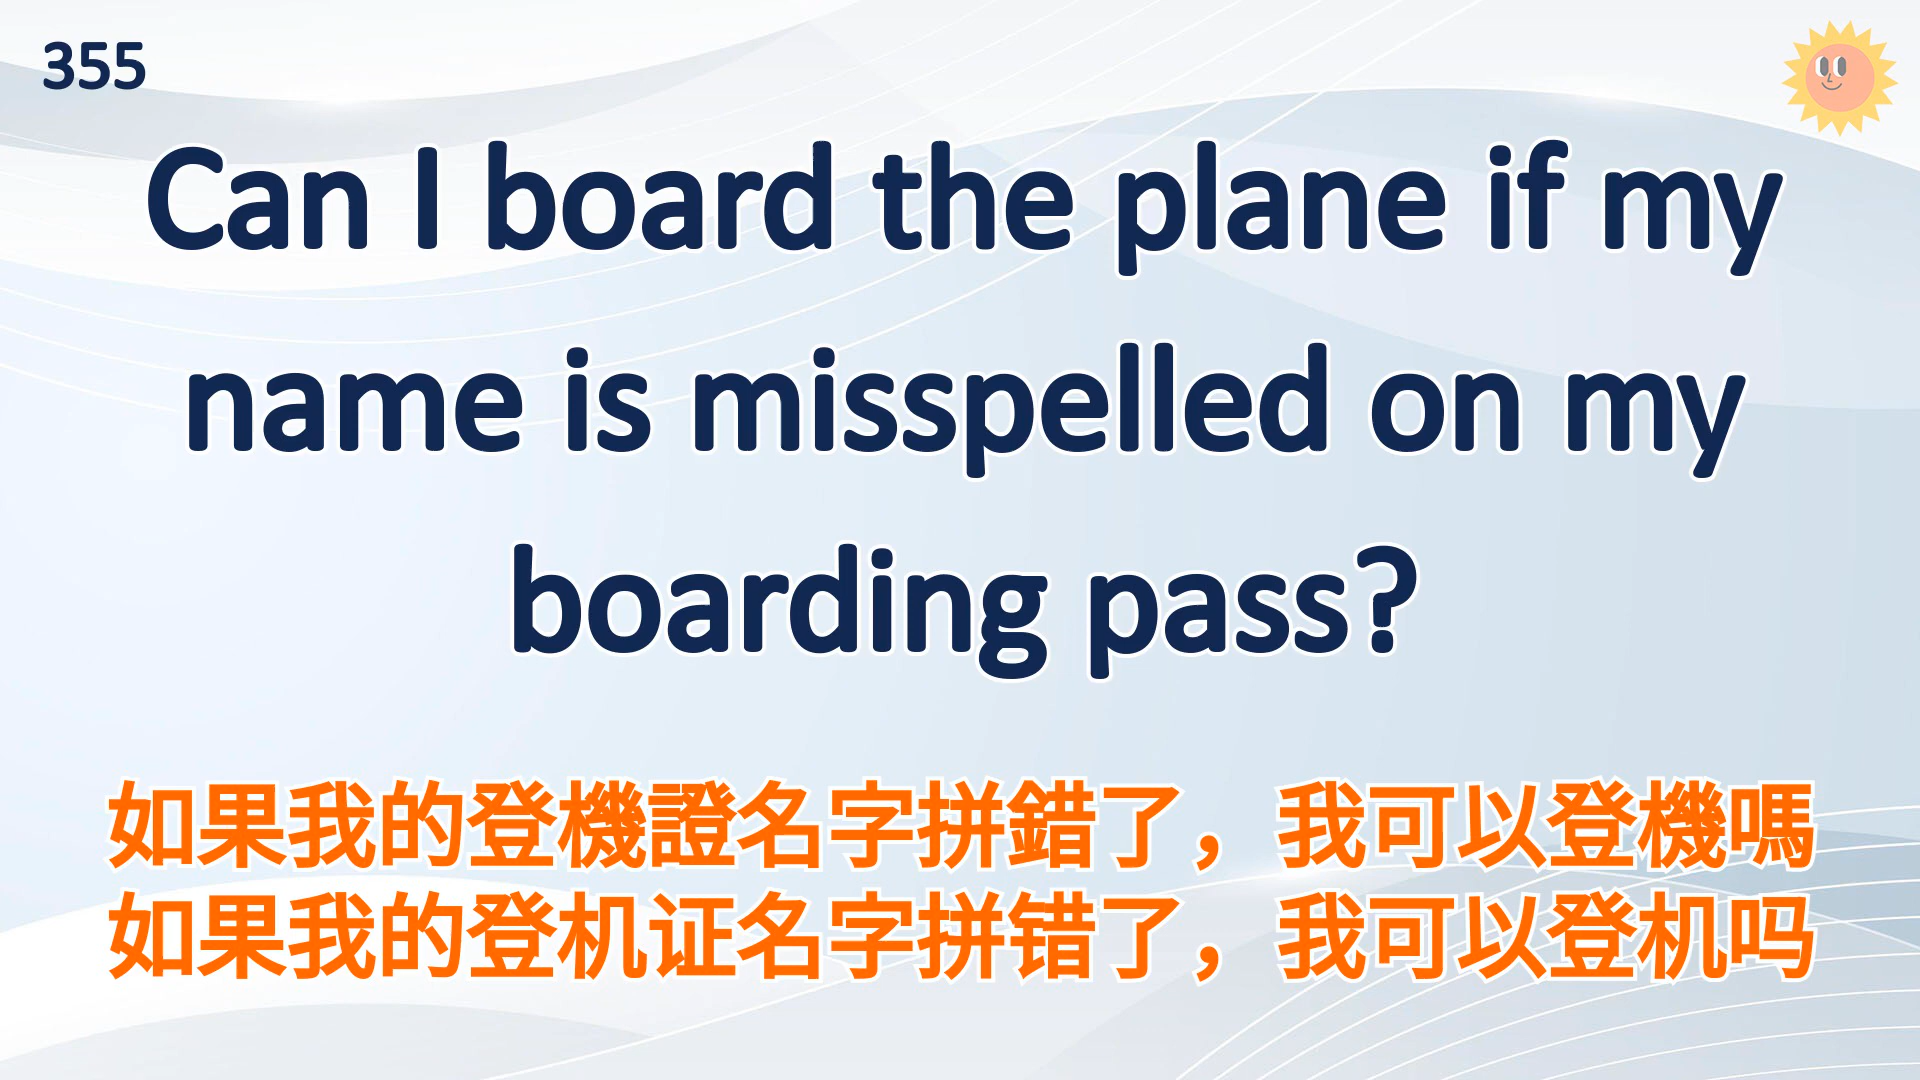 355
Can I board the plane if my
name is misspelled on my
boarding pass?
如果我的登機證名字拼錯了，我可以登機嗎
如果我的登机证名字拼错了，我可以登机吗